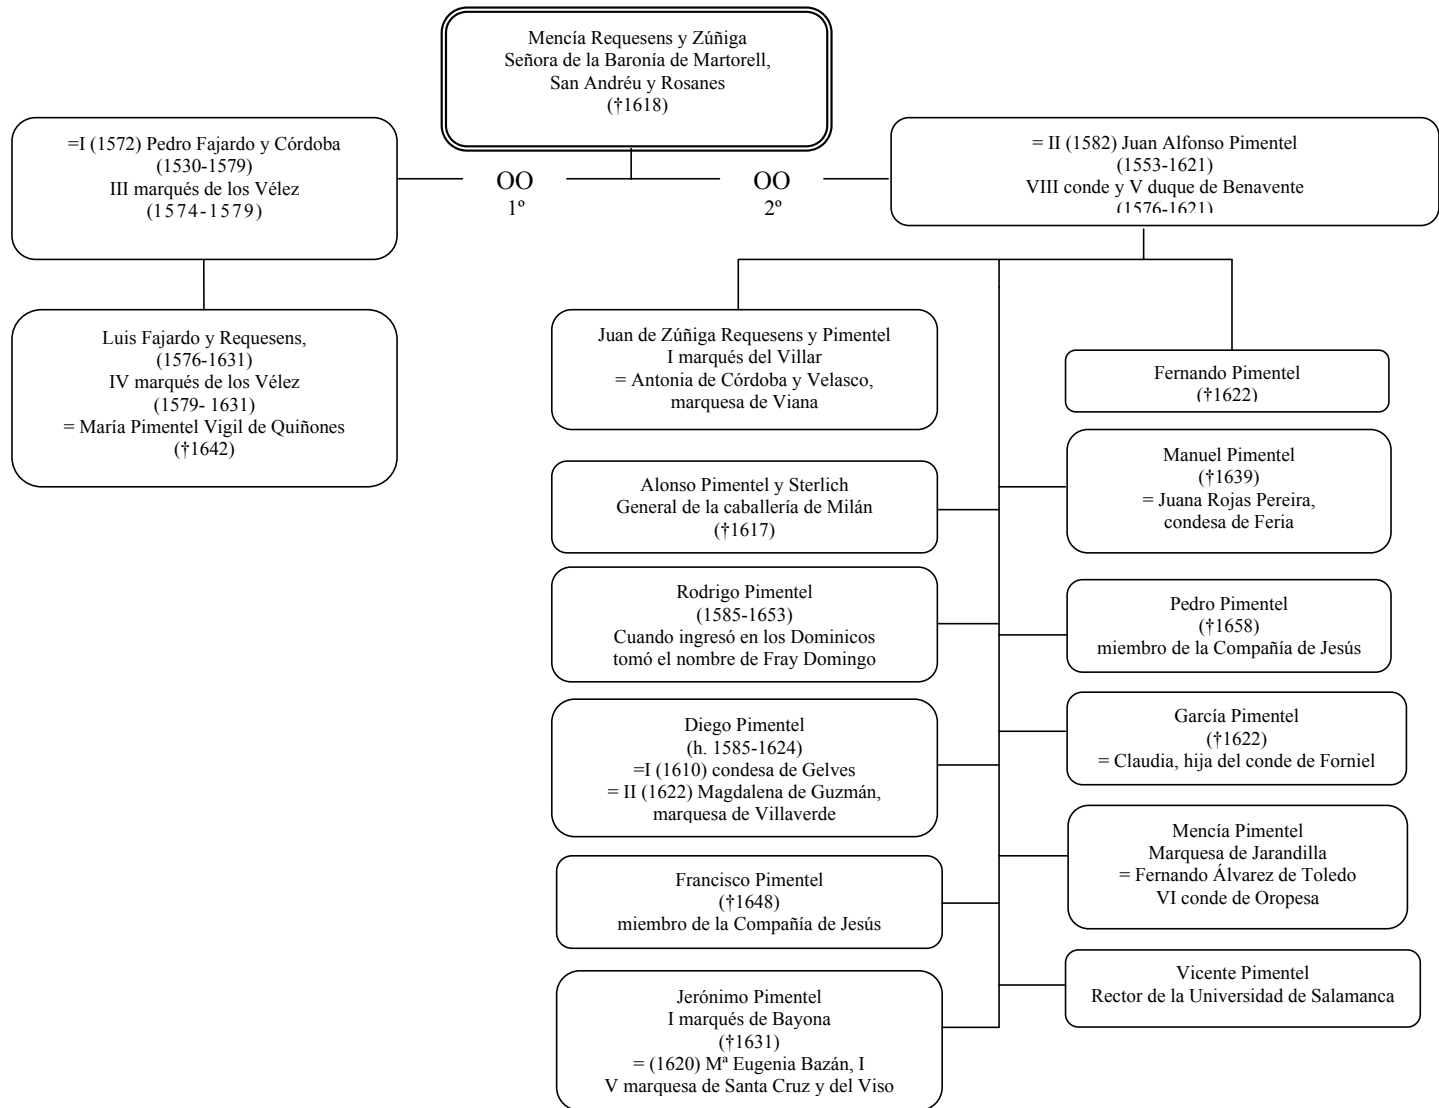 Mencía Requesens y Zúñiga
Señora de la Baronía de Martorell,
San Andréu y Rosanes
(†1618)
=I (1572) Pedro Fajardo y Córdoba
(1530-1579)
III marqués de los Vélez
(1574-1579)
OO
1º
OO
2º
= II (1582) Juan Alfonso Pimentel
(1553-1621)
VIII conde y V duque de Benavente
(1576-1621)
Luis Fajardo y Requesens,
(1576-1631)
IV marqués de los Vélez
(1579- 1631)
= María Pimentel Vigil de Quiñones
(†1642)
Juan de Zúñiga Requesens y Pimentel
I marqués del Villar
= Antonia de Córdoba y Velasco,
marquesa de Viana
Alonso Pimentel y Sterlich
General de la caballería de Milán
(†1617)
Rodrigo Pimentel
(1585-1653)
Cuando ingresó en los Dominicos
tomó el nombre de Fray Domingo
Diego Pimentel
(h. 1585-1624)
=I (1610) condesa de Gelves
= II (1622) Magdalena de Guzmán,
marquesa de Villaverde
Francisco Pimentel
(†1648)
miembro de la Compañía de Jesús
Jerónimo Pimentel
I marqués de Bayona
(†1631)
= (1620) Mª Eugenia Bazán, I
V marquesa de Santa Cruz y del Viso
Fernando Pimentel
(†1622)
Manuel Pimentel
(†1639)
= Juana Rojas Pereira,
condesa de Feria
Pedro Pimentel
(†1658)
miembro de la Compañía de Jesús
García Pimentel
(†1622)
= Claudia, hija del conde de Forniel
Mencía Pimentel
Marquesa de Jarandilla
= Fernando Álvarez de Toledo
VI conde de Oropesa
Vicente Pimentel
Rector de la Universidad de Salamanca